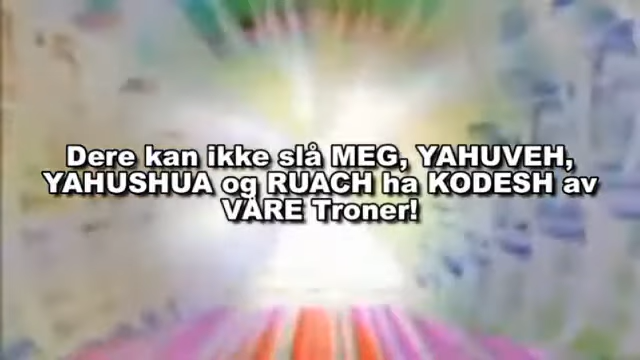 Dere kan ikke slå MEG, YAHUVEH,
YAHUSHUA og RUACH ha KODESH av
VÅRE Troner!